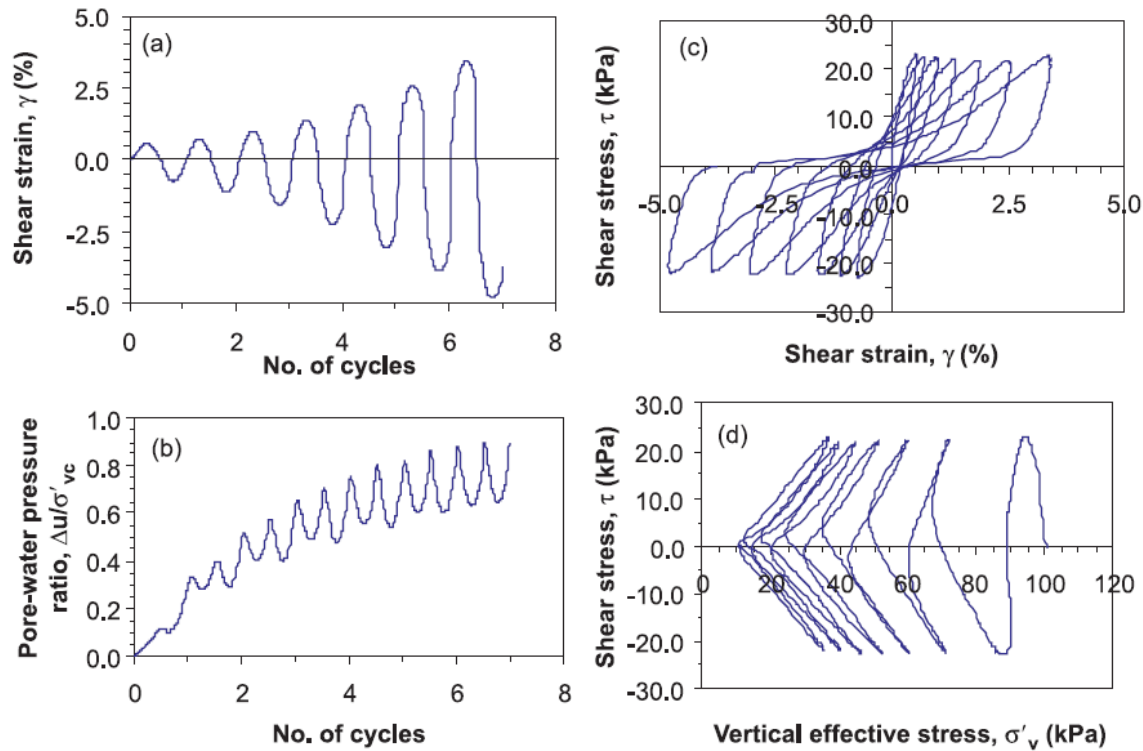 (a)
Shear strain, γ (%)
5.0
2.5
0.0
-2.5
-5.0
0 2 4 6 8
No. of cycles
(c)
Shear stress, τ (kPa)
30.0
20.0
10.0
0.0
-10.0
-20.0
-30.0
-5.0 -2.5 0.0 2.5 5.0
Shear strain, γ (%)
(b)
Pore-water pressure
ratio, Δu/σ′vc
1.0
0.8
0.6
0.4
0.2
0.0
0 2 4 6 8
No. of cycles
(d)
Shear stress, τ (kPa)
30.0
20.0
10.0
0.0
-10.0
-20.0
-30.0
0 20 40 60 80 100 120
Vertical effective stress, σ′v (kPa)